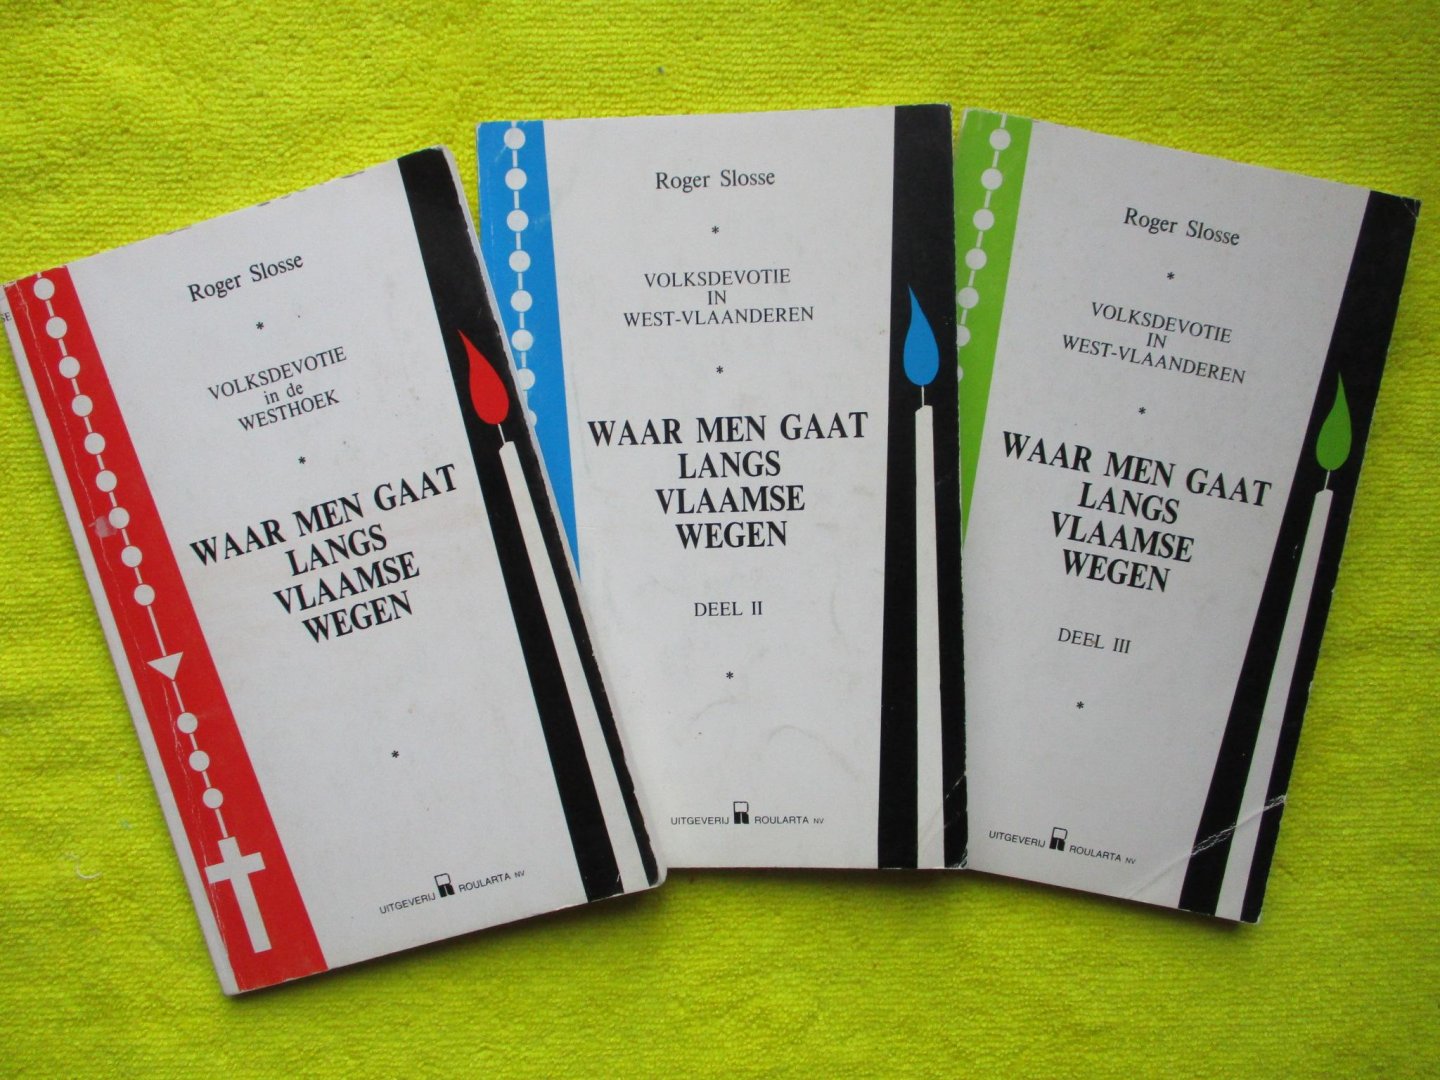 Roger Slosse
*
VOLKSDEVOTIE
in de
WESTHOEK
*
WAAR MEN GAAT
LANGS
VLAAMSE
WEGEN
*
UITGEVERIJ ROULARTA NV
Roger Slosse
*
VOLKSDEVOTIE
IN
WEST-VLAANDEREN
*
WAAR MEN GAAT
LANGS
VLAAMSE
WEGEN
DEEL II
*
UITGEVERIJ ROULARTA NV
Roger Slosse
*
VOLKSDEVOTIE
IN
WEST-VLAANDEREN
*
WAAR MEN GAAT
LANGS
VLAAMSE
WEGEN
DEEL III
*
UITGEVERIJ ROULARTA NV